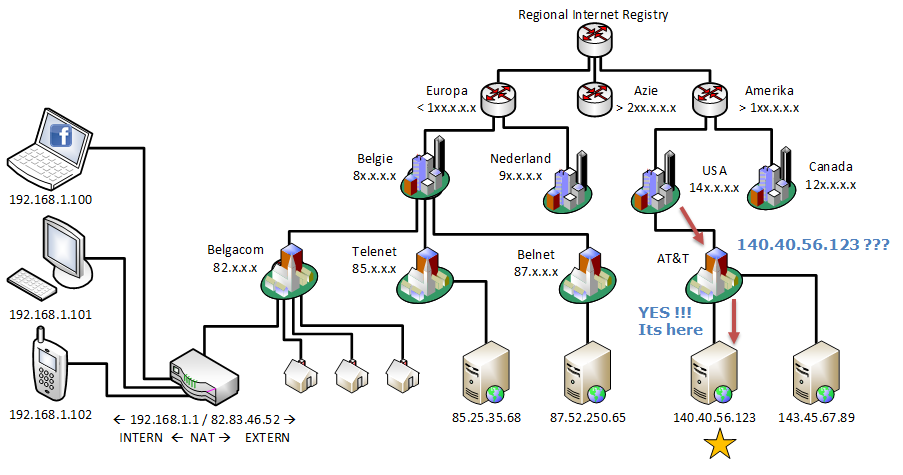 Regional Internet Registry
Europa
< 1xx.x.x.x
Azie
> 2xx.x.x.x
Amerika
> 1xx.x.x.x
f
192.168.1.100
Belgie
8x.x.x.x
Nederland
9x.x.x.x
USA
14x.x.x.x
Canada
12x.x.x.x
192.168.1.101
Belgacom
82.x.x.x
Telenet
85.x.x.x
Belnet
87.x.x.x
AT&T
140.40.56.123 ???
YES !!!
Its here
192.168.1.102
← 192.168.1.1 / 82.83.46.52 →
INTERN ← NAT → EXTERN
85.25.35.68
87.52.250.65
140.40.56.123
143.45.67.89